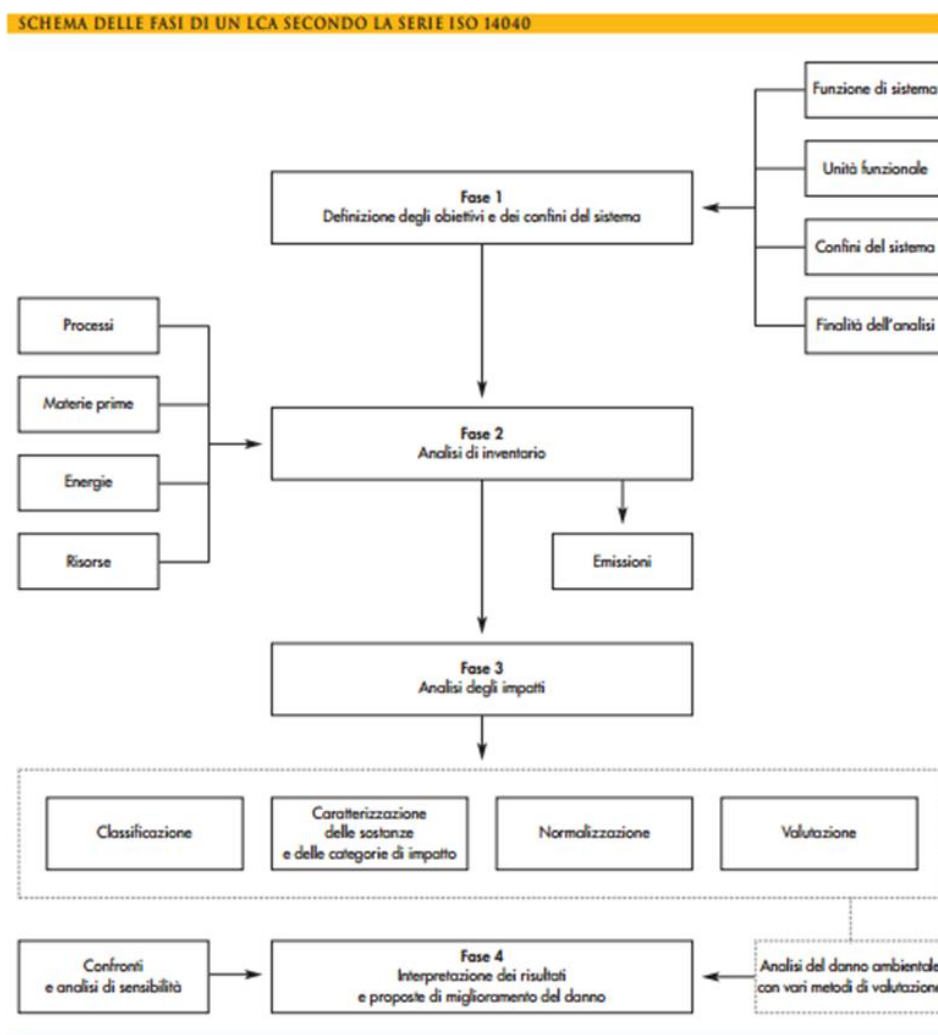 SCHEMA DELLE FASI DI UN LCA SECONDO LA SERIE ISO 14040
Funzione di sistema
Unità funzionale
Confini del sistema
Finalità dell'analisi
Fase 1
Definizione degli obiettivi e dei confini del sistema
Processi
Materie prime
Energie
Risorse
Fase 2
Analisi di inventario
Emissioni
Fase 3
Analisi degli impatti
Classificazione
Caratterizzazione
delle sostanze
e delle categorie di impatto
Normalizzazione
Valutazione
Confronti
e analisi di sensibilità
Fase 4
Interpretazione dei risultati
e proposte di miglioramento del danno
Analisi del danno ambientale
con vari metodi di valutazione